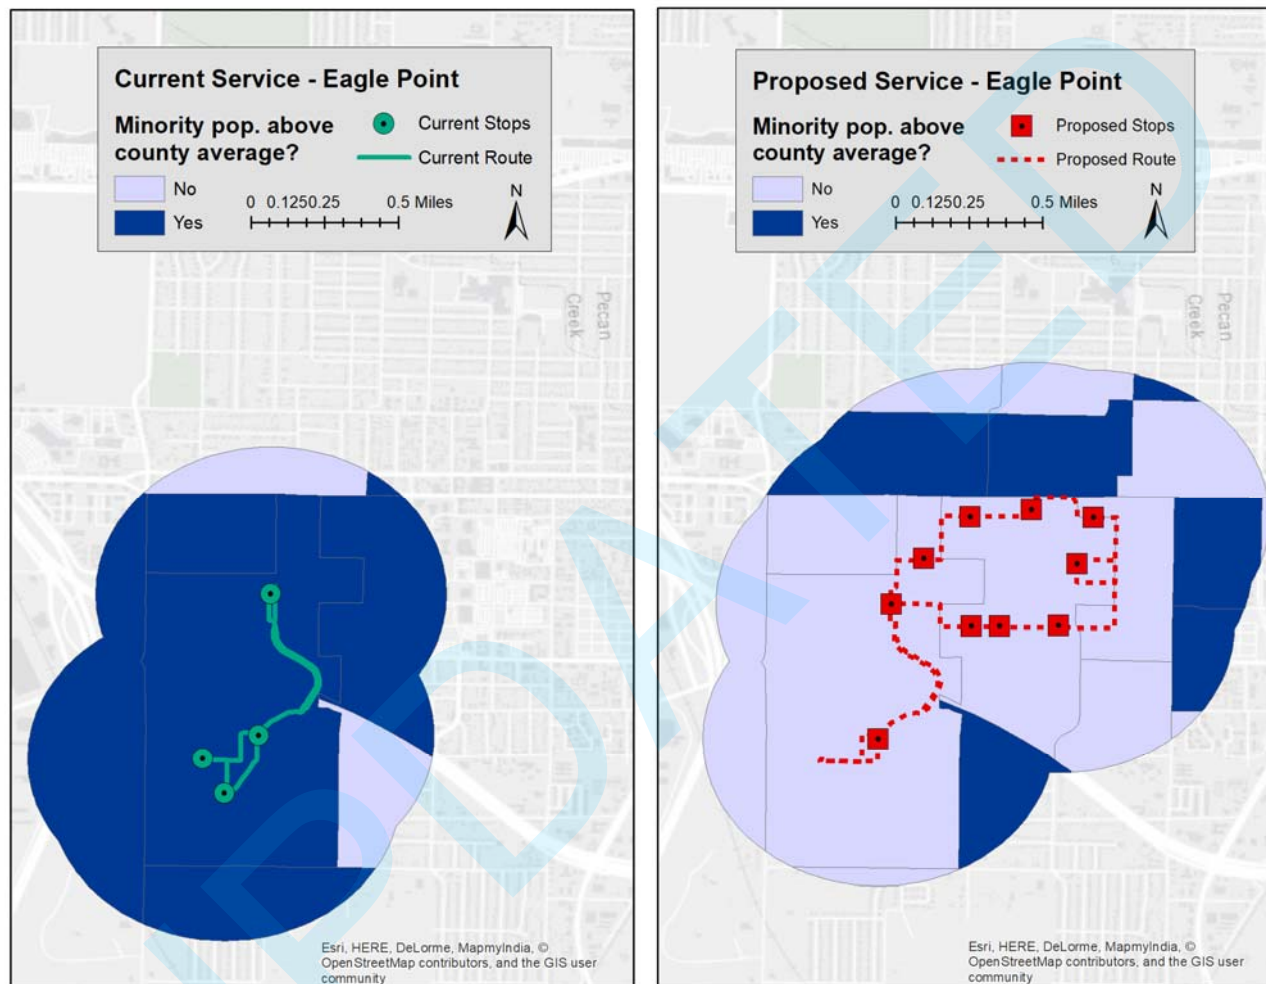 Current Service - Eagle Point
Minority pop. above
county average?
Current Stops
Current Route
No
Yes
0 0.1250.25 0.5 Miles
N
Pecan
Creek
Esri, HERE, DeLorme, MapmyIndia, ©
OpenStreetMap contributors, and the GIS user
community
Proposed Service - Eagle Point
Minority pop. above
county average?
Proposed Stops
Proposed Route
No
Yes
0 0.1250.25 0.5 Miles
N
Pecan
Creek
Esri, HERE, DeLorme, MapmyIndia, ©
OpenStreetMap contributors, and the GIS user
community
PDATED